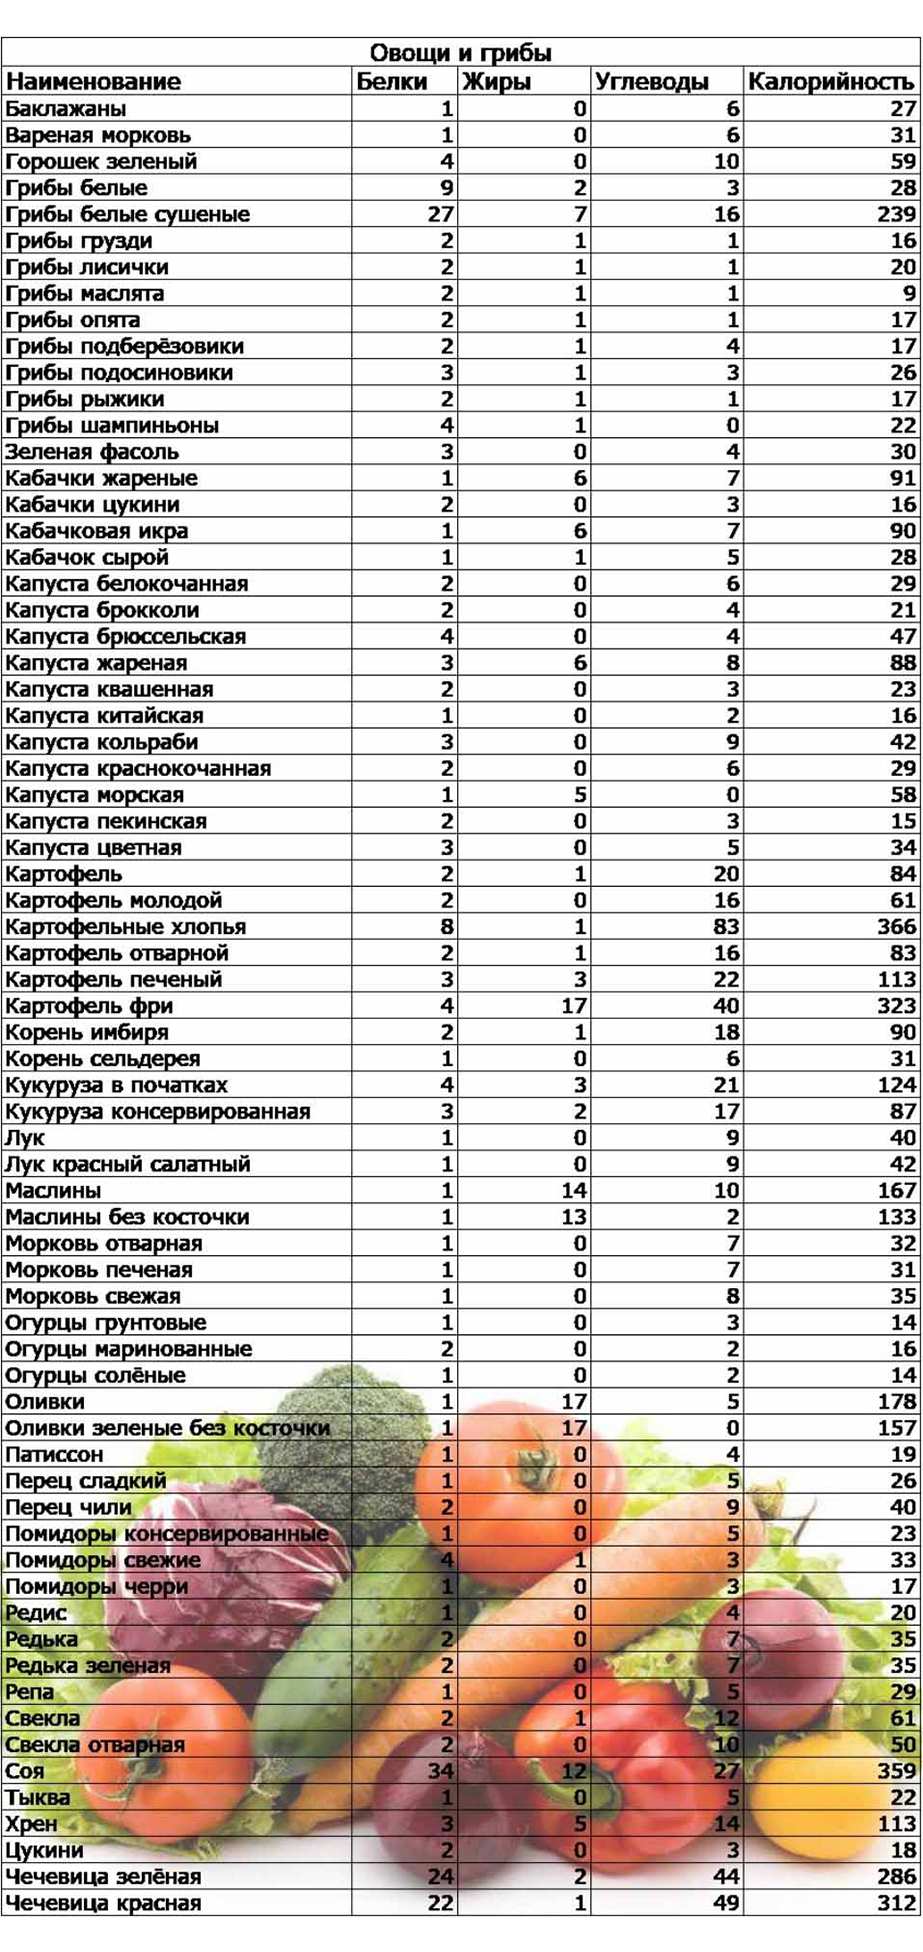 Овощи и грибы
Наименование Белки Жиры Углеводы Калорийность
Баклажаны 1 0 6 27
Вареная морковь 1 0 6 31
Горошек зеленый 4 0 10 59
Грибы белые 9 2 3 28
Грибы белые сушеные 27 7 16 239
Грибы грузди 2 1 1 16
Грибы лисички 2 1 1 20
Грибы маслята 2 1 1 9
Грибы опята 2 1 1 17
Грибы подберёзовики 2 1 4 17
Грибы подосиновики 3 1 3 26
Грибы рыжики 2 1 1 17
Грибы шампиньоны 4 1 0 22
Зеленая фасоль 3 0 4 30
Кабачки жареные 1 6 7 91
Кабачки цукини 2 0 3 16
Кабачковая икра 1 6 7 90
Кабачок сырой 1 1 5 28
Капуста белокочанная 2 0 6 29
Капуста брокколи 2 0 4 21
Капуста брюссельская 4 0 4 47
Капуста жареная 3 6 8 88
Капуста квашенная 2 0 3 23
Капуста китайская 1 0 2 16
Капуста кольраби 3 0 9 42
Капуста краснокочанная 2 0 6 29
Капуста морская 1 5 0 58
Капуста пекинская 2 0 3 15
Капуста цветная 3 0 5 34
Картофель 2 1 20 84
Картофель молодой 2 0 16 61
Картофельные хлопья 8 1 83 366
Картофель отварной 2 1 16 83
Картофель печеный 3 3 22 113
Картофель фри 4 17 40 323
Корень имбиря 2 1 18 90
Корень сельдерея 1 0 6 31
Кукуруза в початках 4 3 21 124
Кукуруза консервированная 3 2 17 87
Лук 1 0 9 40
Лук красный салатный 1 0 9 42
Маслины 1 14 10 167
Маслины без косточки 1 13 2 133
Морковь отварная 1 0 7 32
Морковь печеная 1 0 7 31
Морковь свежая 1 0 8 35
Огурцы грунтовые 1 0 3 14
Огурцы маринованные 2 0 2 16
Огурцы солёные 1 0 2 14
Оливки 1 17 5 178
Оливки зеленые без косточки 1 17 0 157
Патиссон 1 0 4 19
Перец сладкий 1 0 5 26
Перец чили 2 0 9 40
Помидоры консервированные 1 0 5 23
Помидоры свежие 4 1 3 33
Помидоры черри 1 0 3 17
Редис 1 0 4 20
Редька 2 0 7 35
Редька зеленая 2 0 7 35
Репа 1 0 5 29
Свекла 2 1 12 61
Свекла отварная 2 0 10 50
Соя 34 12 27 359
Тыква 1 0 5 22
Хрен 3 5 14 113
Цукини 2 0 3 18
Чечевица зелёная 24 2 44 286
Чечевица красная 22 1 49 312